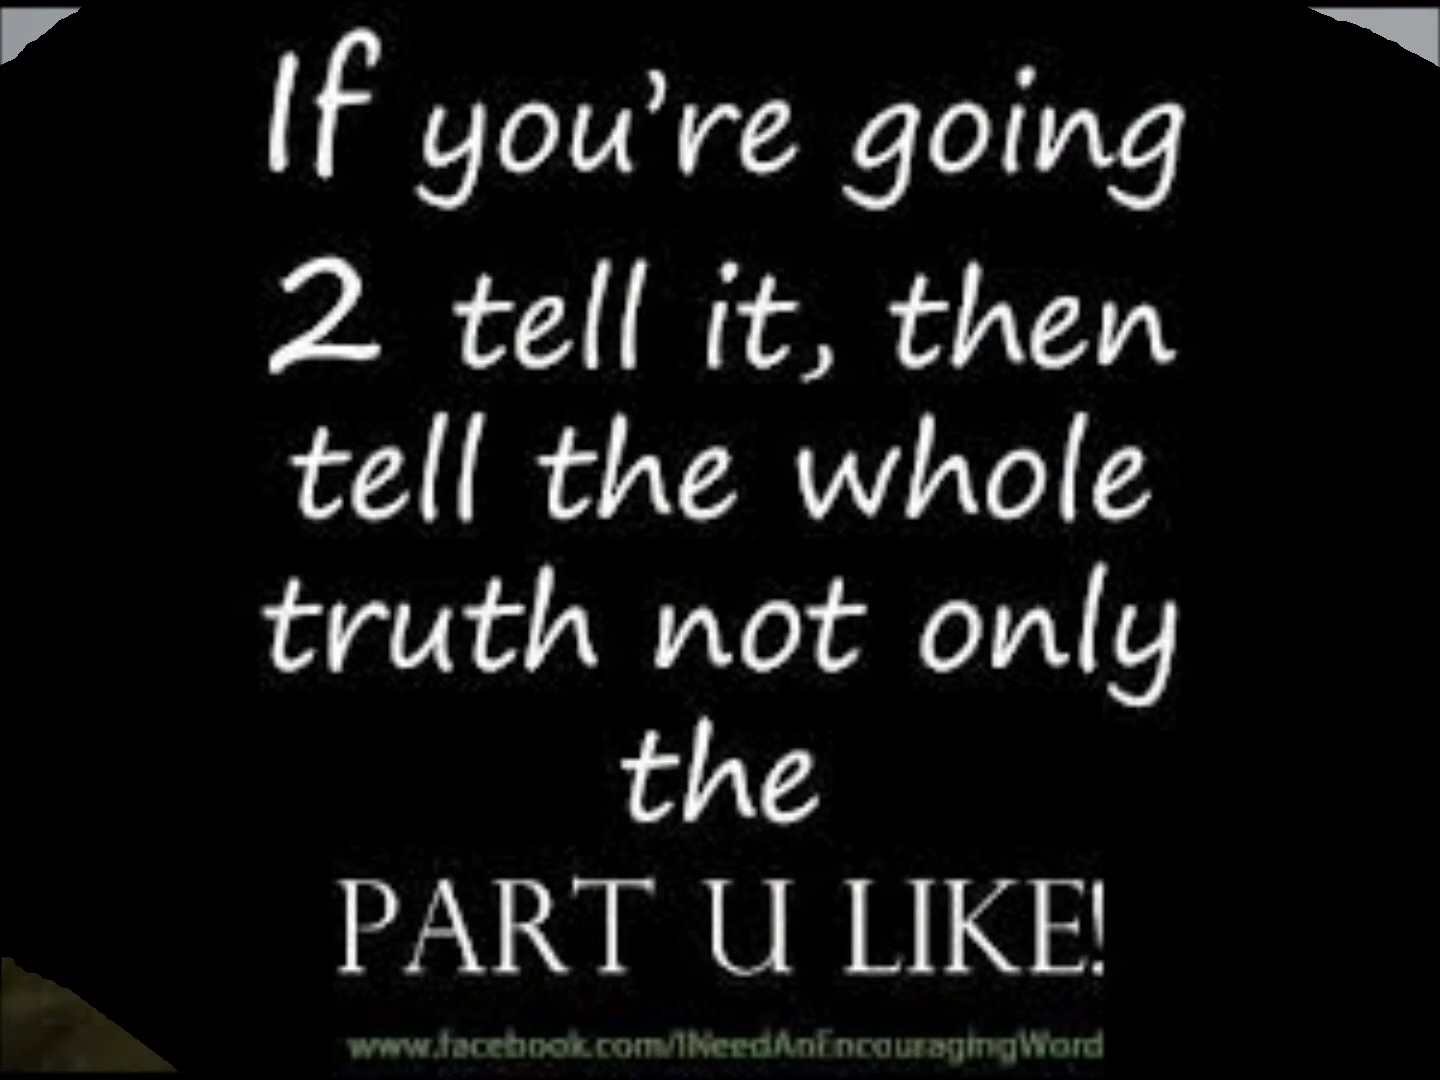 If you're going
2 tell it, then
tell the whole
truth not only
the
PART U LIKE!
www.facebook.com/INeedAnEncouragingWord